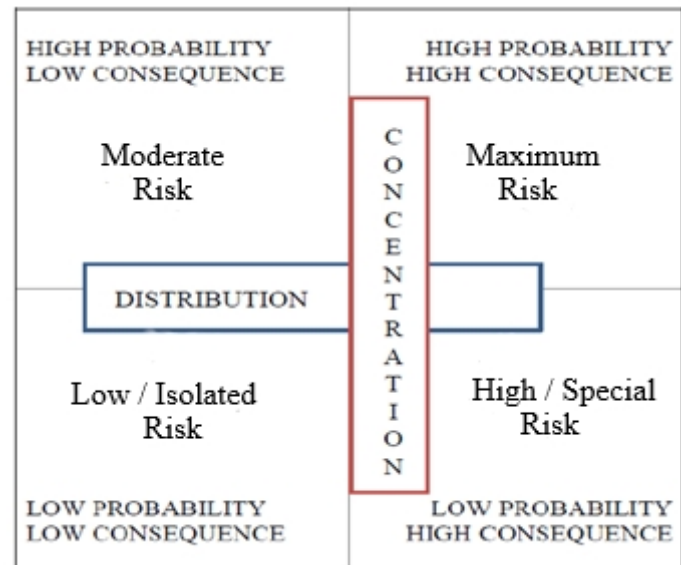 HIGH PROBABILITY
LOW CONSEQUENCE
HIGH PROBABILITY
HIGH CONSEQUENCE
Moderate
Risk
Maximum
Risk
CONCENTRATION
DISTRIBUTION
Low / Isolated
Risk
High / Special
Risk
LOW PROBABILITY
LOW CONSEQUENCE
LOW PROBABILITY
HIGH CONSEQUENCE